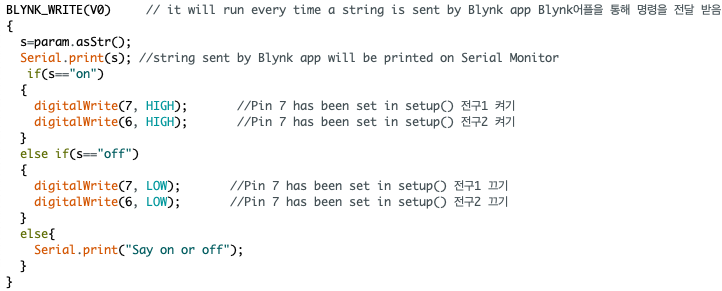 BLYNK_WRITE(V0)     // it will run every time a string is sent by Blynk app Blynk어플을 통해 명령을 전달 받음
{
  s=param.asStr();
  Serial.print(s); //string sent by Blynk app will be printed on Serial Monitor
   if(s=="on")
  {
    digitalWrite(7, HIGH);       //Pin 7 has been set in setup() 전구1 켜기
    digitalWrite(6, HIGH);       //Pin 7 has been set in setup() 전구2 켜기
  }
  else if(s=="off")
  {
    digitalWrite(7, LOW);       //Pin 7 has been set in setup() 전구1 끄기
    digitalWrite(6, LOW);       //Pin 7 has been set in setup() 전구2 끄기
  }
  else{
    Serial.print("Say on or off");
  }
}